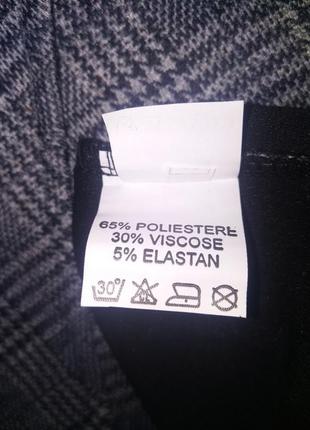 65% POLIESTERE
30% VISCOSE
5% ELASTAN
30°